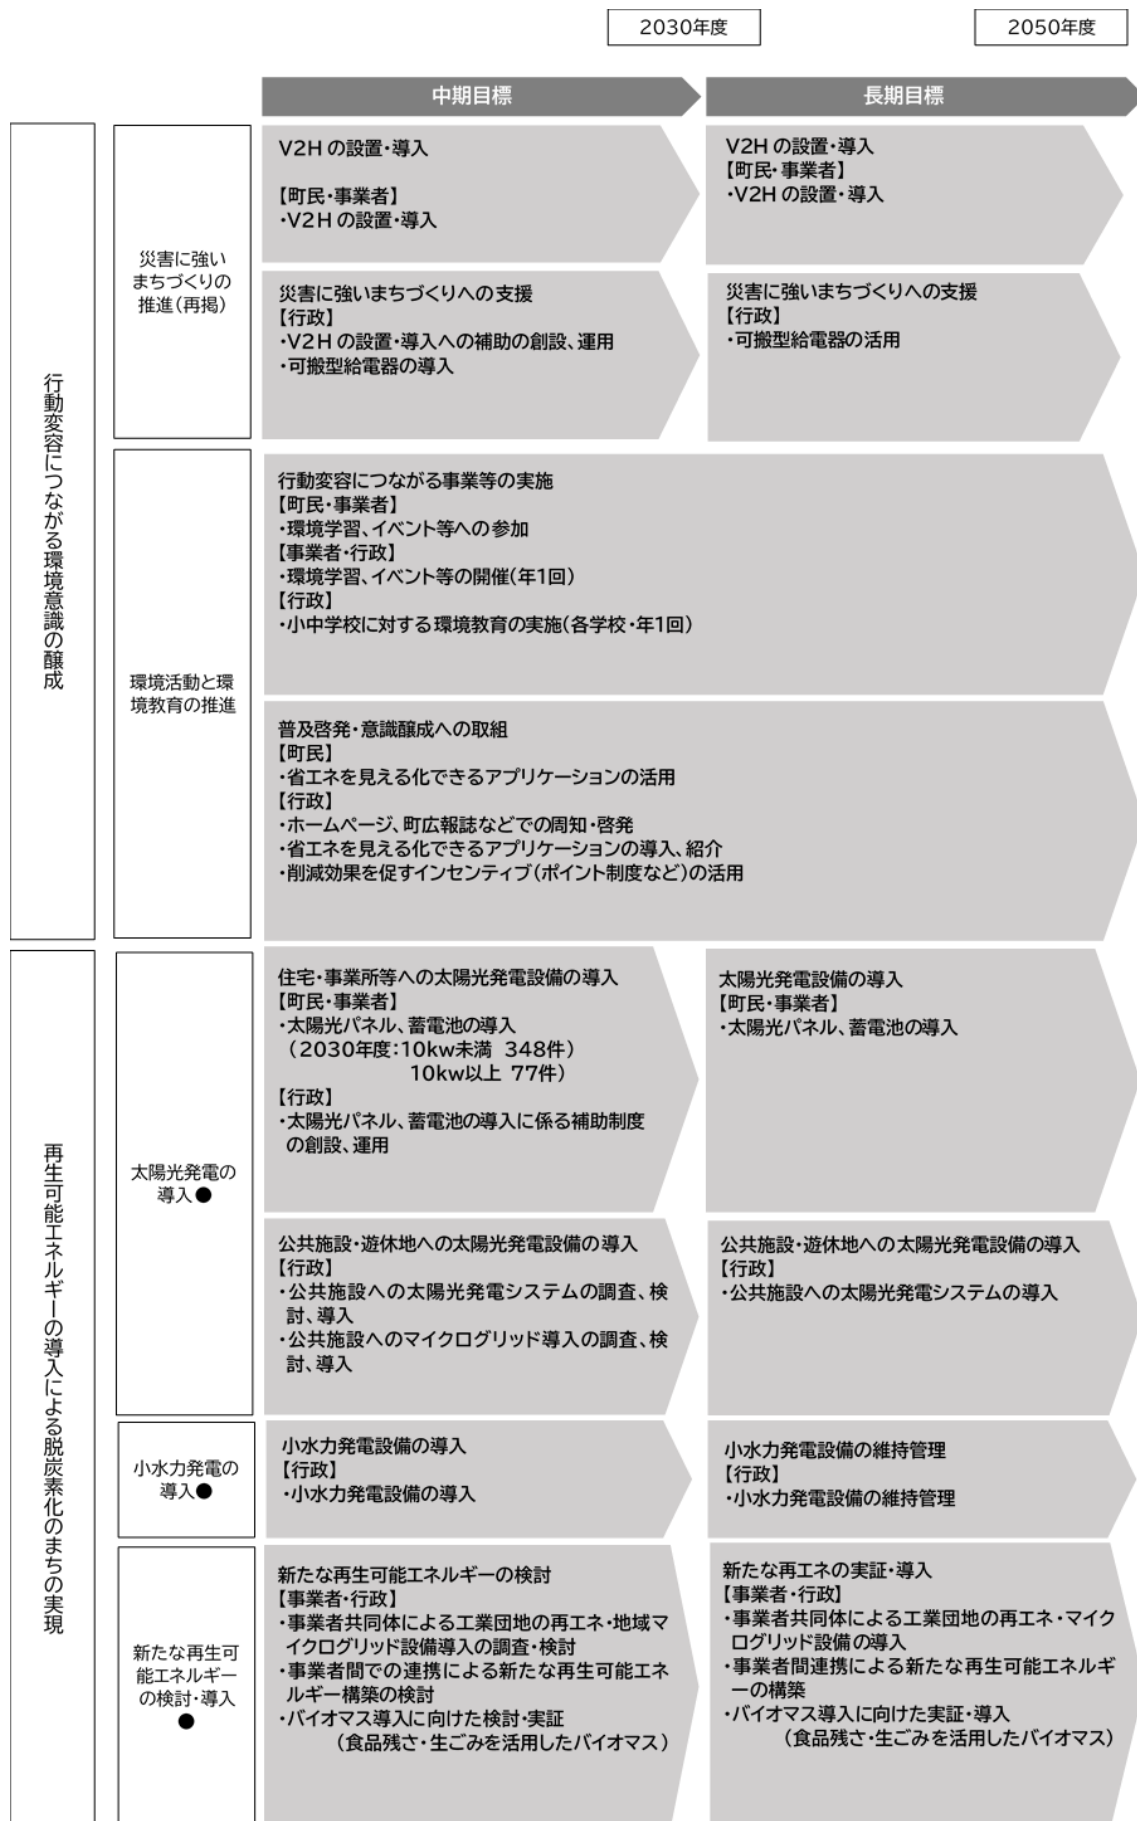 2030年度
2050年度
中期目標
長期目標
行動変容につながる環境意識の醸成
災害に強い
まちづくりの
推進(再掲)
V2H の設置・導入
【町民・事業者】
・V2H の設置・導入
V2H の設置・導入
【町民・事業者】
・V2H の設置・導入
災害に強いまちづくりへの支援
【行政】
・V2H の設置・導入への補助の創設、運用
・可搬型給電器の導入
災害に強いまちづくりへの支援
【行政】
・可搬型給電器の活用
環境活動と環
境教育の推進
行動変容につながる事業等の実施
【町民・事業者】
・環境学習、イベント等への参加
【事業者・行政】
・環境学習、イベント等の開催(年1回)
【行政】
・小中学校に対する環境教育の実施(各学校・年1回)
普及啓発・意識醸成への取組
【町民】
・省エネを見える化できるアプリケーションの活用
【行政】
・ホームページ、町広報誌などでの周知・啓発
・省エネを見える化できるアプリケーションの導入、紹介
・削減効果を促すインセンティブ(ポイント制度など)の活用
再生可能エネルギーの導入による脱炭素化のまちの実現
太陽光発電の
導入●
住宅・事業所等への太陽光発電設備の導入
【町民・事業者】
・太陽光パネル、蓄電池の導入
(2030年度:10kw未満 348件)
10kw以上 77件)
【行政】
・太陽光パネル、蓄電池の導入に係る補助制度
の創設、運用
太陽光発電設備の導入
【町民・事業者】
・太陽光パネル、蓄電池の導入
公共施設・遊休地への太陽光発電設備の導入
【行政】
・公共施設への太陽光発電システムの調査、検
討、導入
・公共施設へのマイクログリッド導入の調査、検
討、導入
公共施設・遊休地への太陽光発電設備の導入
【行政】
・公共施設への太陽光発電システムの導入
小水力発電の
導入●
小水力発電設備の導入
【行政】
・小水力発電設備の導入
小水力発電設備の維持管理
【行政】
・小水力発電設備の維持管理
新たな再生可
能エネルギー
の検討・導入
●
新たな再生可能エネルギーの検討
【事業者・行政】
・事業者共同体による工業団地の再エネ・地域マ
イクログリッド設備導入の調査・検討
・事業者間での連携による新たな再生可能エネ
ルギー構築の検討
・バイオマス導入に向けた検討・実証
(食品残さ・生ごみを活用したバイオマス)
新たな再エネの実証・導入
【事業者・行政】
・事業者共同体による工業団地の再エネ・マイク
ログリッド設備の導入
・事業者間連携による新たな再生可能エネルギ
ーの構築
・バイオマス導入に向けた実証・導入
(食品残さ・生ごみを活用したバイオマス)